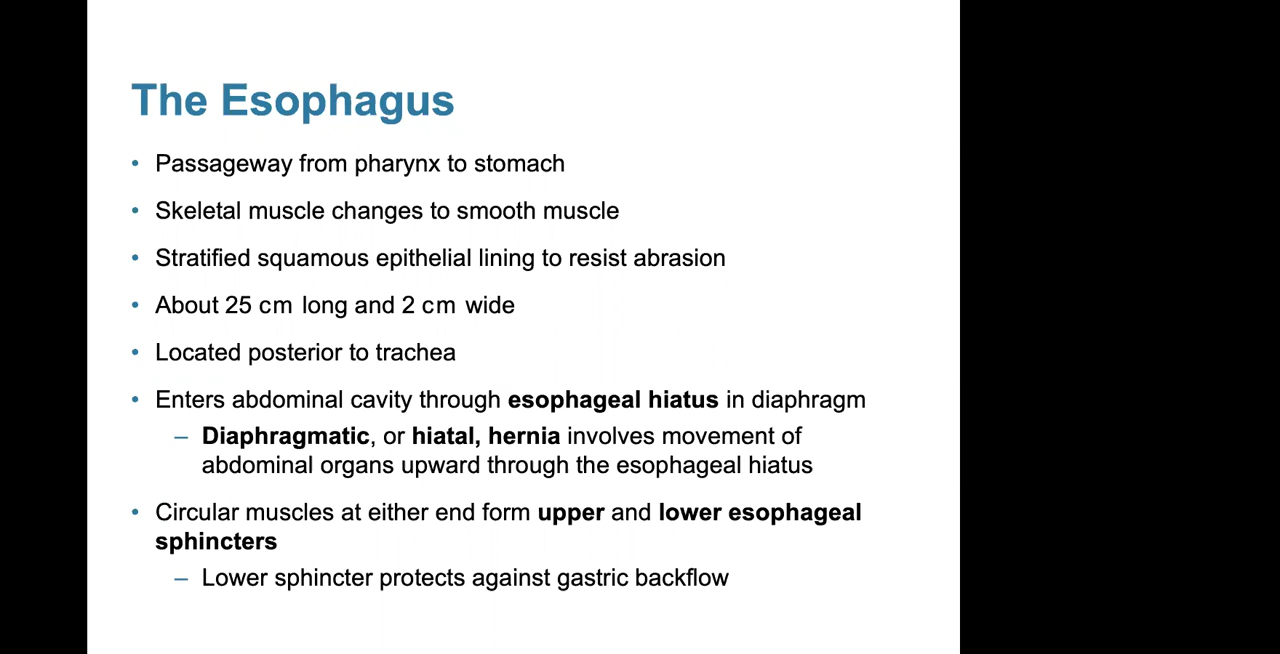 The Esophagus
• Passageway from pharynx to stomach
• Skeletal muscle changes to smooth muscle
• Stratified squamous epithelial lining to resist abrasion
• About 25 cm long and 2 cm wide
• Located posterior to trachea
• Enters abdominal cavity through esophageal hiatus in diaphragm
– Diaphragmatic, or hiatal, hernia involves movement of
abdominal organs upward through the esophageal hiatus
• Circular muscles at either end form upper and lower esophageal
sphincters
– Lower sphincter protects against gastric backflow